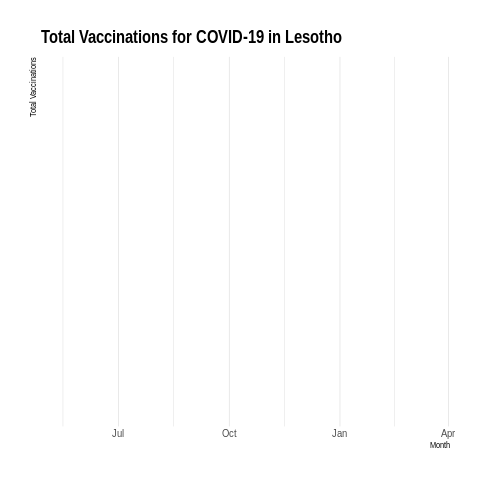 Total Vaccinations for COVID-19 in Lesotho
Total Vaccinations
Jul Oct Jan Apr
Month